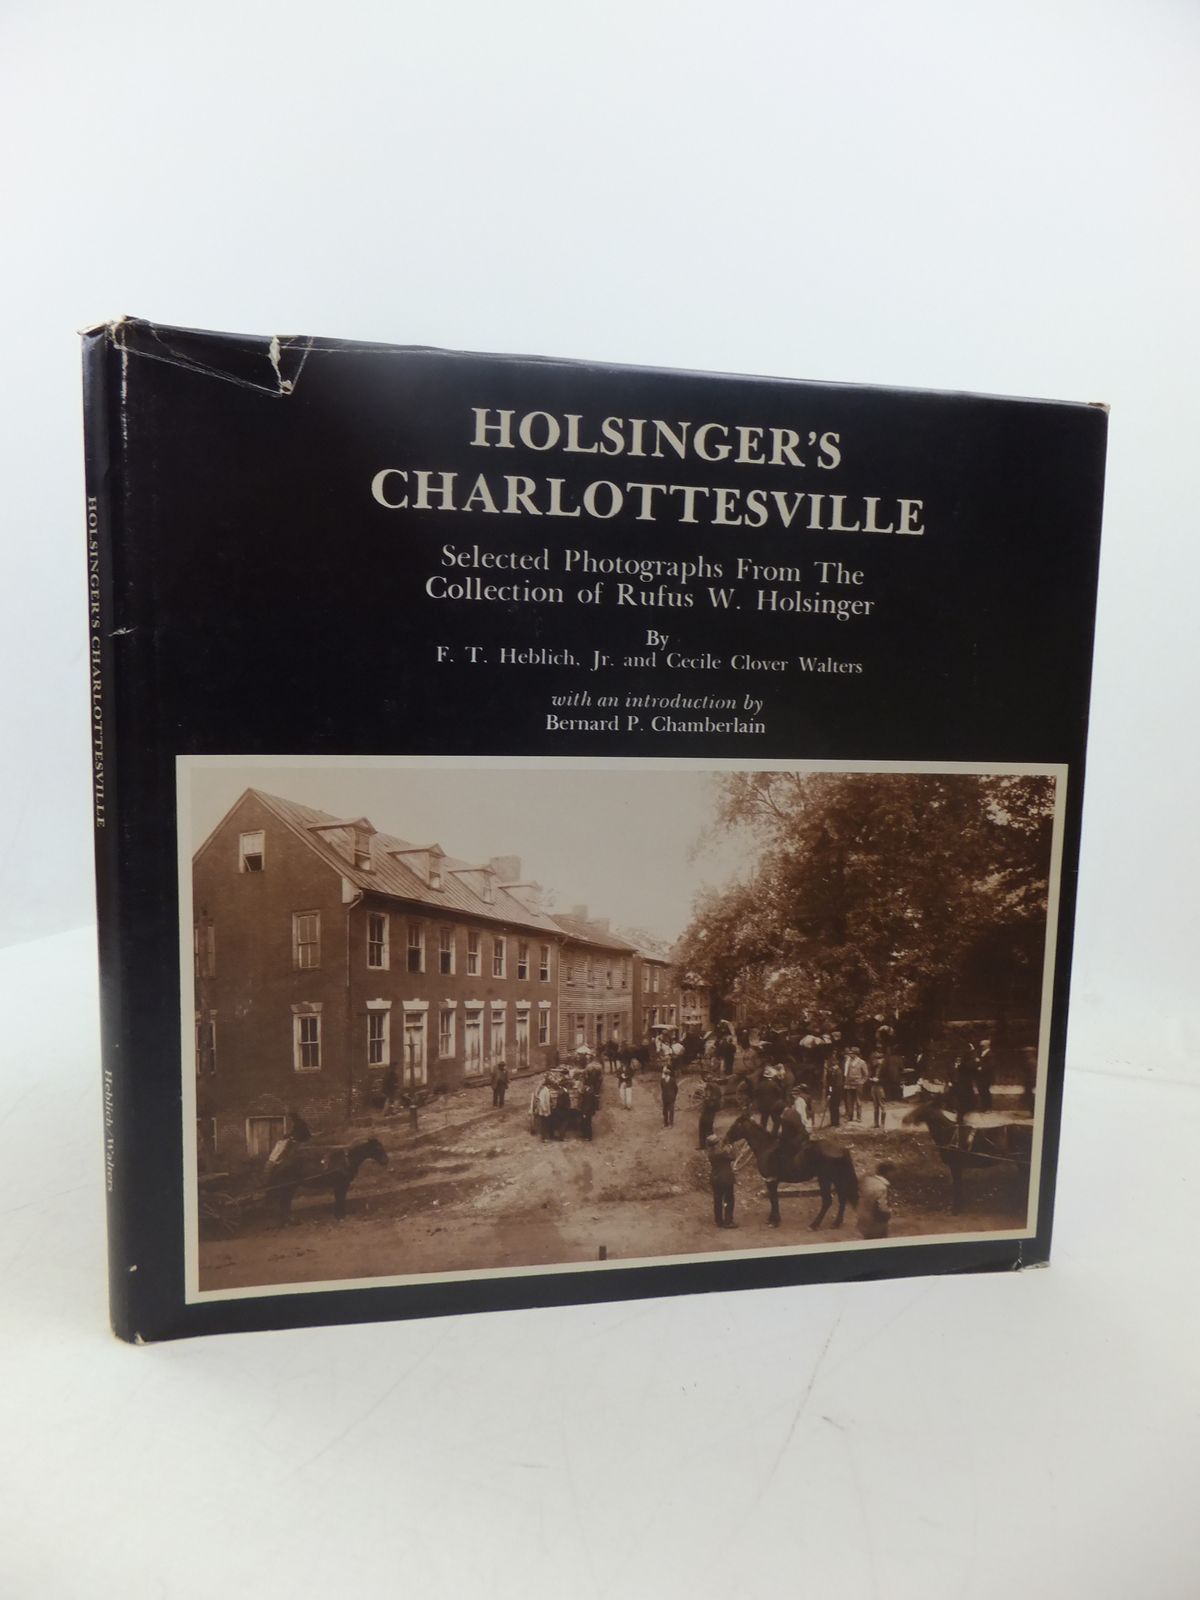 HOLSINGER'S
CHARLOTTESVILLE
Selected Photographs From The
Collection of Rufus W. Holsinger
By
F. T. Heblich, Jr. and Cecile Clover Walters
with an introduction by
Bernard P. Chamberlain
HOLSINGER'S CHARLOTTESVILLE
Heblich/Walters